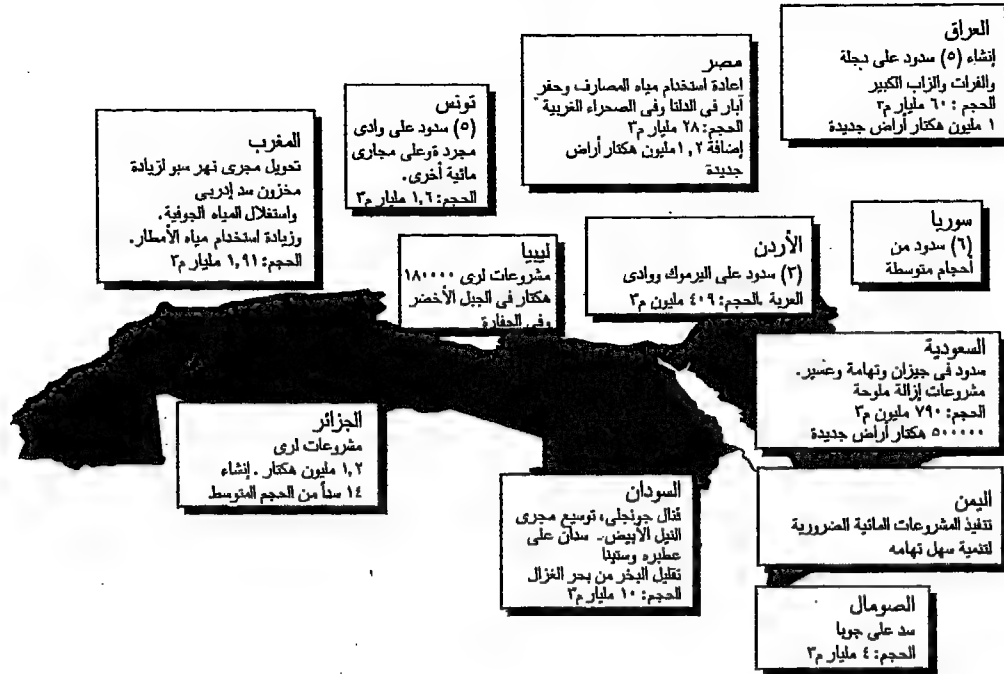 العراق
إنشاء (٥) سدود على دجلة
والفرات والزاب الكبير
الحجم : ٦٠ مليار م٣
١ مليون هكتار أراض جديدة
مصر
اعادة استخدام مياه المصارف وحفر
آبار فى الدلتا وفى الصحراء الغربية
الحجم: ٢٨ مليار م٣
إضافة ١,٢ مليون هكتار أراض
جديدة
تونس
(٥) سدود على وادى
مجردة وعلى مجارى
مائية أخرى.
الحجم: ١,٦ مليار م٣
المغرب
تحويل مجرى نهر سبو لزيادة
مخزون سد إدربى
واستغلال المياه الجوفية.
وزيادة استخدام مياه الأمطار.
الحجم: ١,٩١ مليار م٣
سوريا
(٦) سدود من
أحجام متوسطة
الأردن
(٣) سدود على اليرموك ووادى
العربة .الحجم: ٤٠٩ مليون م٣
ليبيا
مشروعات لرى ١٨٠٠٠٠
هكتار فى الجبل الأخضر
وفى الجفارة
السعودية
سدود فى جيزان وتهامة وعسير.
مشروعات إزالة ملوحة
الحجم: ٧٩٠ مليون م٣
٥٠٠٠٠٠ هكتار أراض جديدة
الجزائر
مشروعات لرى
١,٢ مليون هكتار . إنشاء
١٤ سداً من الحجم المتوسط
السودان
قنال جونجلى، توسيع مجرى
النيل الأبيض.. سدان على
عطبره وستيتا
تقليل البخر من بحر الغزال
الحجم: ١٠ مليار م٣
اليمن
تنفيذ المشروعات المائية الضرورية
لتنمية سهل تهامه
الصومال
سد على جوبا
الحجم: ٤ مليار م٣